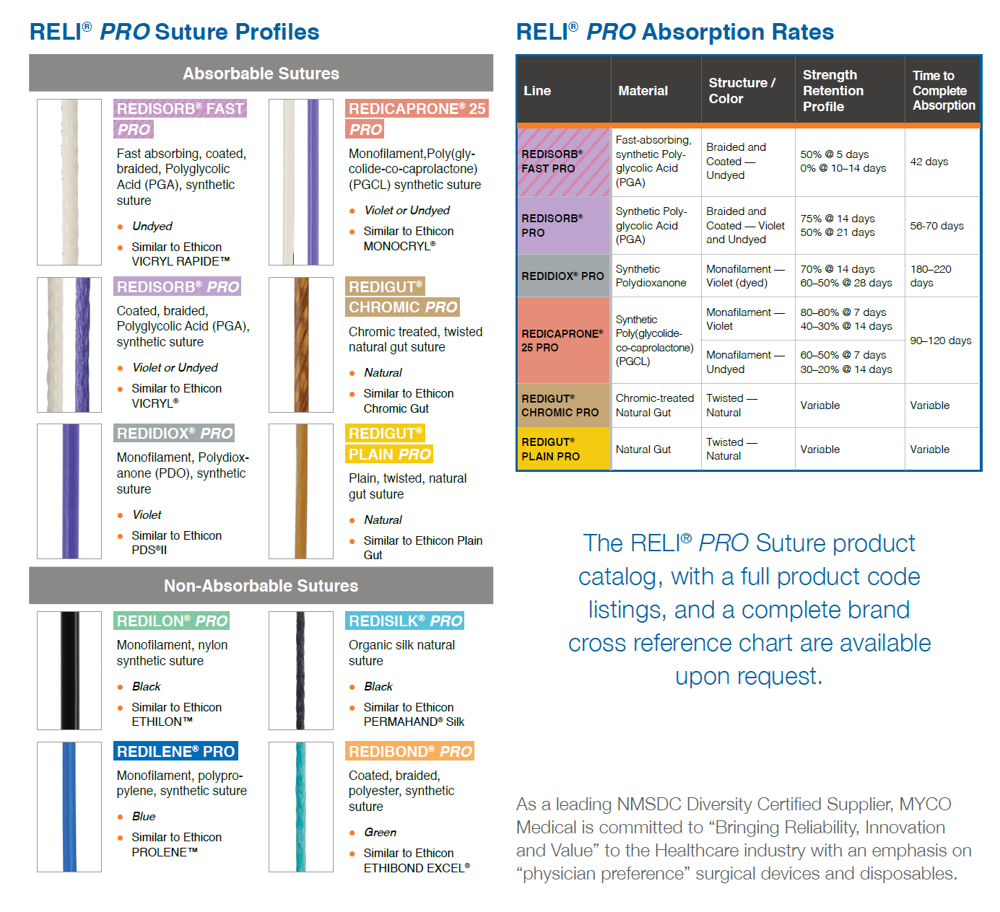 RELI® PRO Suture Profiles
Absorbable Sutures
REDISORB® FAST
PRO
Fast absorbing, coated,
braided, Polyglycolic
Acid (PGA), synthetic
suture
• Undyed
• Similar to Ethicon
VICRYL RAPIDE™
REDICAPRONE® 25
PRO
Monofilament,Poly(gly-
colide-co-caprolactone)
(PGCL) synthetic suture
• Violet or Undyed
• Similar to Ethicon
MONOCRYL®
REDISORB® PRO
Coated, braided,
Polyglycolic Acid (PGA),
synthetic suture
• Violet or Undyed
• Similar to Ethicon
VICRYL®
REDIGUT®
CHROMIC PRO
Chromic treated, twisted
natural gut suture
• Natural
• Similar to Ethicon
Chromic Gut
REDIDIOX® PRO
Monofilament, Polydiox-
anone (PDO), synthetic
suture
• Violet
• Similar to Ethicon
PDS®II
REDIGUT®
PLAIN PRO
Plain, twisted, natural
gut suture
• Natural
• Similar to Ethicon Plain
Gut
Non-Absorbable Sutures
REDILON® PRO
Monofilament, nylon
synthetic suture
• Black
• Similar to Ethicon
ETHILON™
REDISILK® PRO
Organic silk natural
suture
• Black
• Similar to Ethicon
PERMAHAND® Silk
REDILENE® PRO
Monofilament, polypro-
pylene, synthetic suture
• Blue
• Similar to Ethicon
PROLENE™
REDIBOND® PRO
Coated, braided,
polyester, synthetic
suture
• Green
• Similar to Ethicon
ETHIBOND EXCEL®
RELI® PRO Absorption Rates
Line
Material
Structure /
Color
Strength
Retention
Profile
Time to
Complete
Absorption
REDISORB®
FAST PRO
Fast-absorbing,
synthetic Poly-
glycolic Acid
(PGA)
Braided and
Coated —
Undyed
50% @ 5 days
0% @ 10–14 days
42 days
REDISORB®
PRO
Synthetic Poly-
glycolic Acid
(PGA)
Braided and
Coated — Violet
and Undyed
75% @ 14 days
50% @ 21 days
56-70 days
REDIDIOX® PRO
Synthetic
Polydioxanone
Monafilament —
Violet (dyed)
70% @ 14 days
60–50% @ 28 days
180–220
days
REDICAPRONE®
25 PRO
Synthetic
Poly(glycolide-
co-caprolactone)
(PGCL)
Monafilament —
Violet
80–60% @ 7 days
40–30% @ 14 days
Monafilament —
Undyed
60–50% @ 7 days
30–20% @ 14 days
90–120 days
REDIGUT®
CHROMIC PRO
Chromic-treated
Natural Gut
Twisted —
Natural
Variable
Variable
REDIGUT®
PLAIN PRO
Natural Gut
Twisted —
Natural
Variable
Variable
The RELI® PRO Suture product
catalog, with a full product code
listings, and a complete brand
cross reference chart are available
upon request.
As a leading NMSDC Diversity Certified Supplier, MYCO
Medical is committed to “Bringing Reliability, Innovation
and Value” to the Healthcare industry with an emphasis on
“physician preference” surgical devices and disposables.